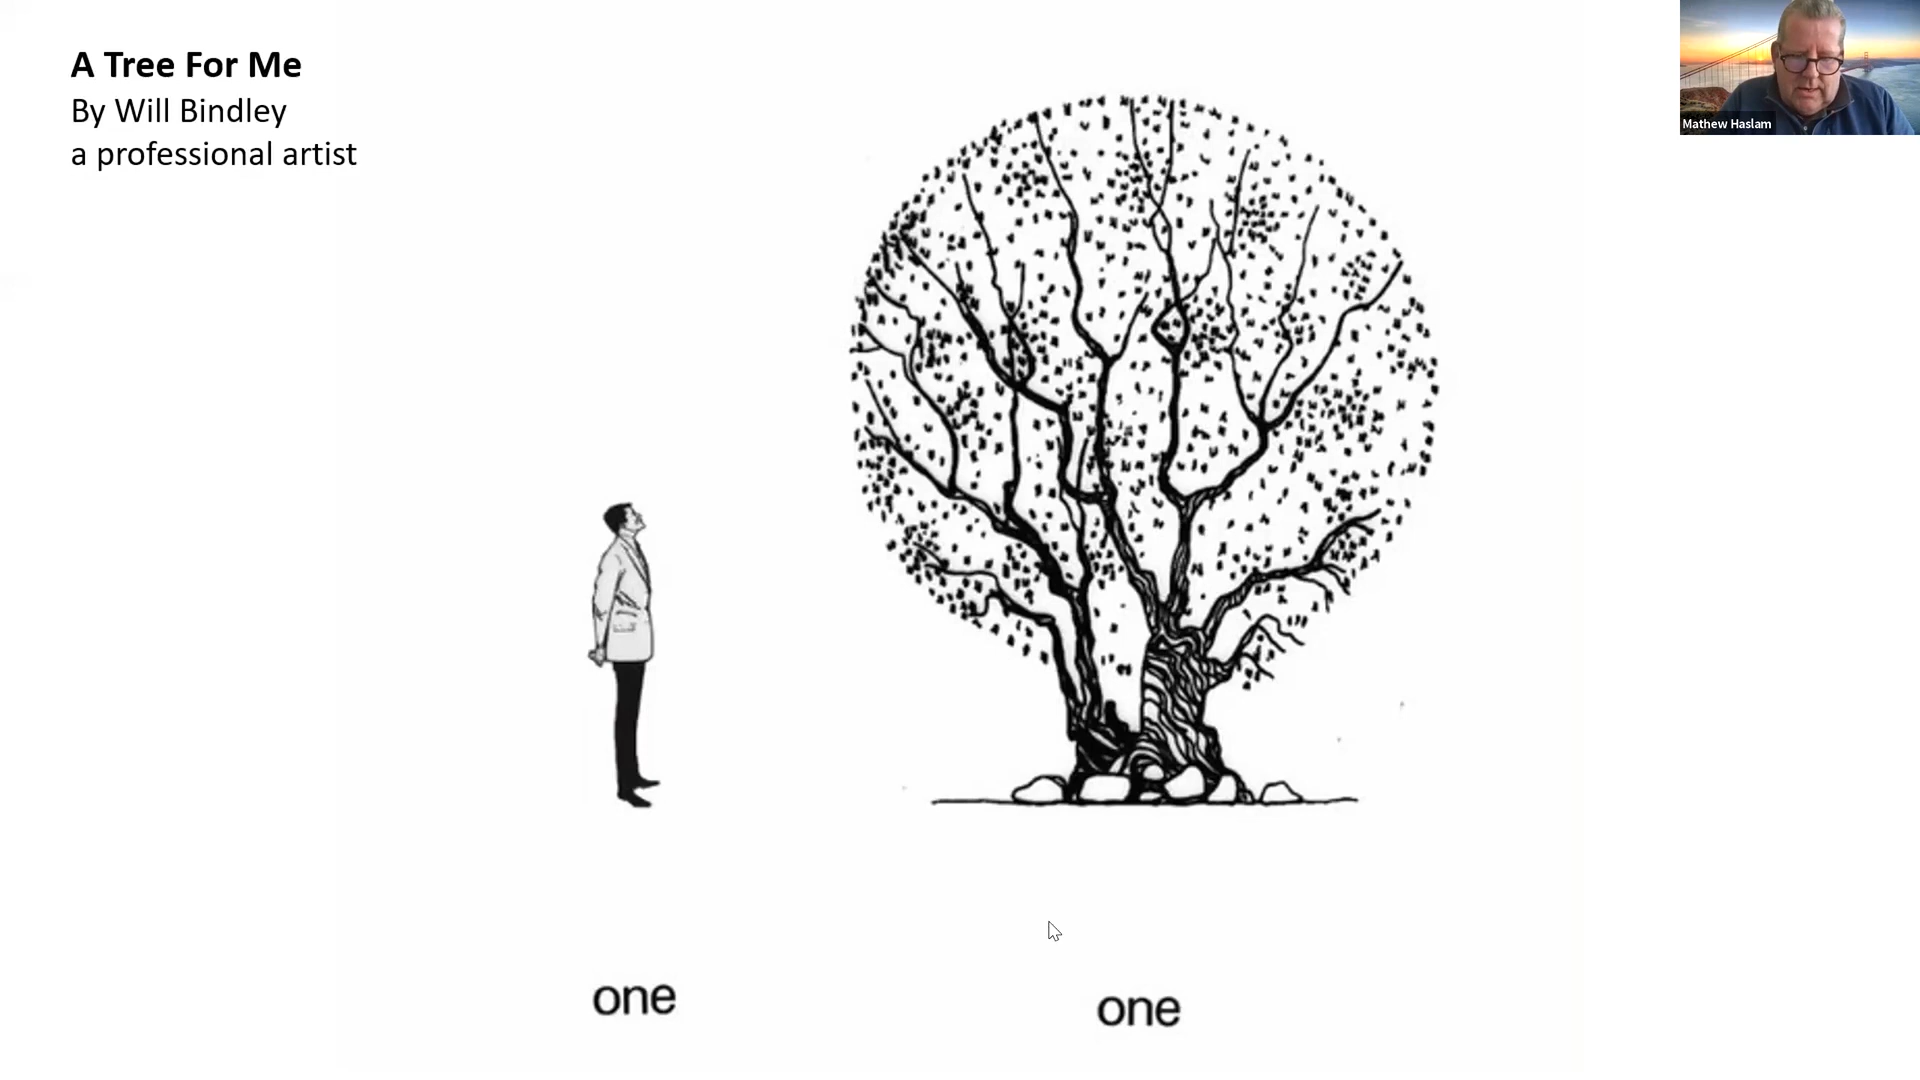 A Tree For Me
By Will Bindley
a professional artist
Mathew Haslam
one
one